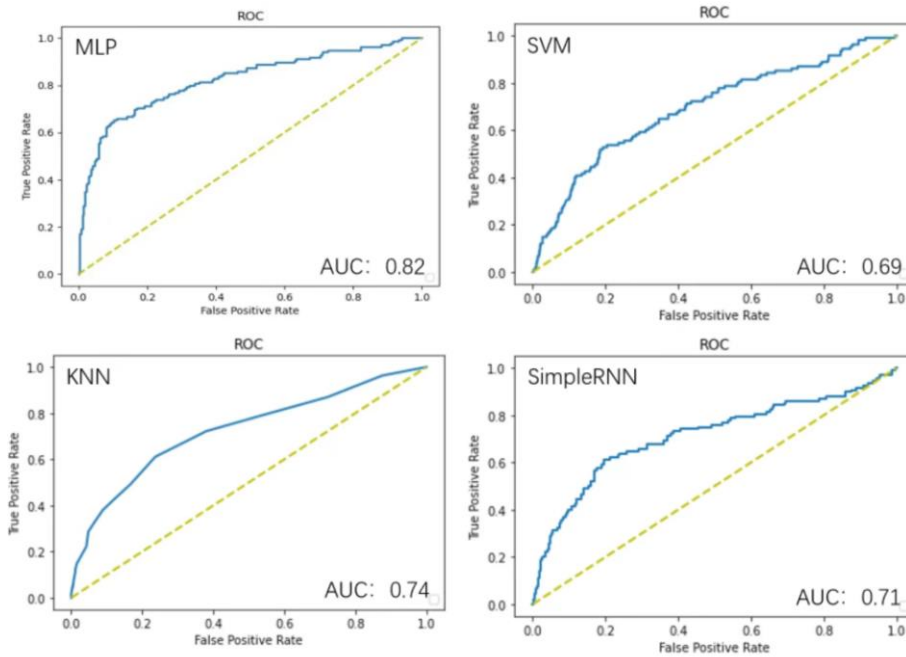 ROC
MLP
True Positive Rate
1.0
0.8
0.6
0.4
0.2
0.0
AUC: 0.82
0.0 0.2 0.4 0.6 0.8 1.0
False Positive Rate
ROC
SVM
True Positive Rate
1.0
0.8
0.6
0.4
0.2
0.0
AUC: 0.69
0.0 0.2 0.4 0.6 0.8 1.0
False Positive Rate
ROC
KNN
True Positive Rate
1.0
0.8
0.6
0.4
0.2
0.0
AUC: 0.74
0.0 0.2 0.4 0.6 0.8 1.0
False Positive Rate
ROC
SimpleRNN
True Positive Rate
1.0
0.8
0.6
0.4
0.2
0.0
AUC: 0.71
0.0 0.2 0.4 0.6 0.8 1.0
False Positive Rate